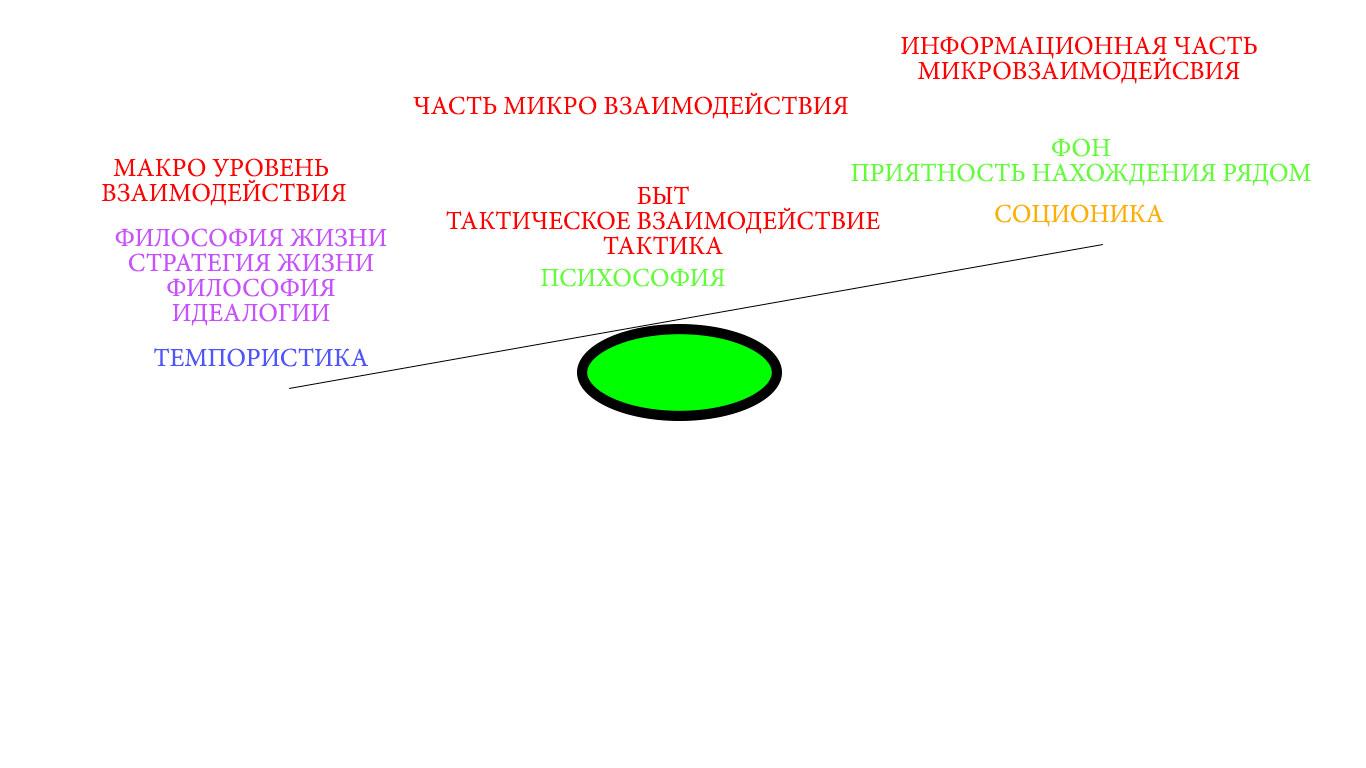 МАКРО УРОВЕНЬ
ВЗАИМОДЕЙСТВИЯ
ФИЛОСОФИЯ ЖИЗНИ
СТРАТЕГИЯ ЖИЗНИ
ФИЛОСОФИЯ
ИДЕАЛОГИИ
ТЕМПОРИСТИКА
ЧАСТЬ МИКРО ВЗАИМОДЕЙСТВИЯ
БЫТ
ТАКТИЧЕСКОЕ ВЗАИМОДЕЙСТВИЕ
ТАКТИКА
ПСИХОСОФИЯ
ИНФОРМАЦИОННАЯ ЧАСТЬ
МИКРОВЗАИМОДЕЙСВИЯ
ФОН
ПРИЯТНОСТЬ НАХОЖДЕНИЯ РЯДОМ
СОЦИОНИКА